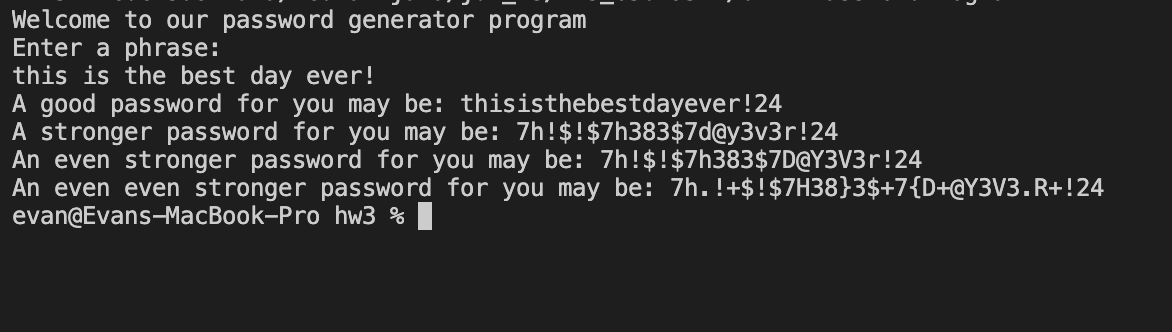 Welcome to our password generator program
Enter a phrase:
this is the best day ever!
A good password for you may be: thisisthebestdayever!24
A stronger password for you may be: 7h!$!$7h383$7d@y3v3r!24
An even stronger password for you may be: 7h!$!$7h383$7D@Y3V3r!24
An even even stronger password for you may be: 7h.!+$!$7H38}3$+7{D+@Y3V3.R+!24
evan@Evans-MacBook-Pro hw3 %